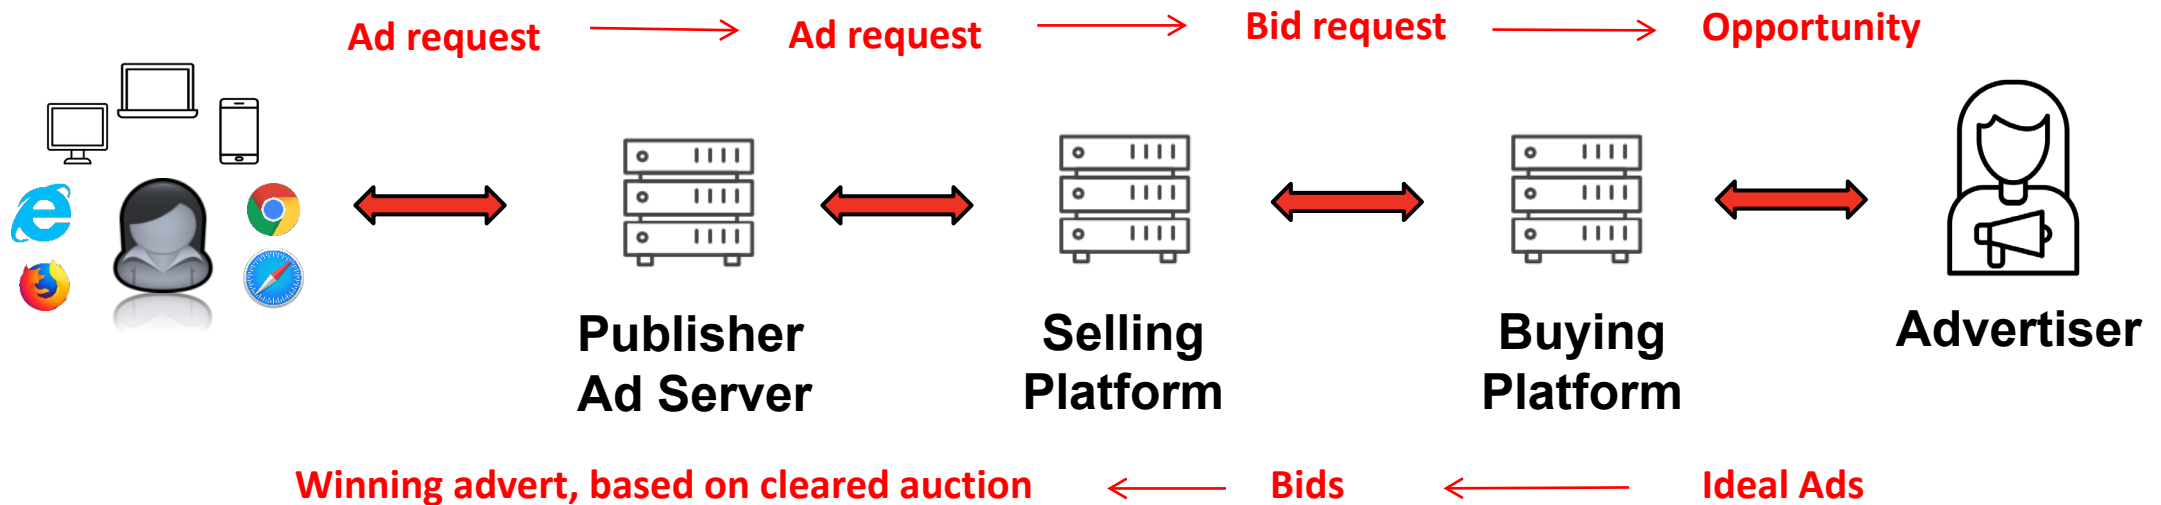 Ad request
Ad request
Bid request
Opportunity
Publisher
Ad Server
Selling
Platform
Buying
Platform
Advertiser
Winning advert, based on cleared auction
Bids
Ideal Ads